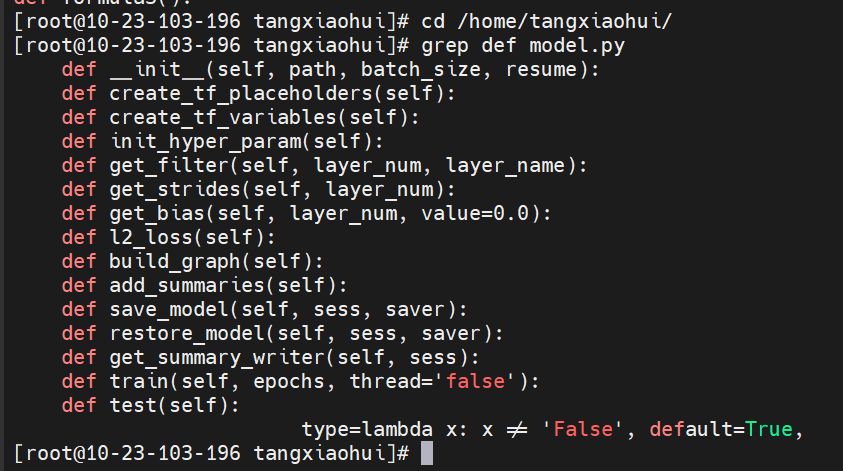 def formulas():
[root@10-23-103-196 tangxiaohui]# cd /home/tangxiaohui/
[root@10-23-103-196 tangxiaohui]# grep def model.py
    def __init__(self, path, batch_size, resume):
    def create_tf_placeholders(self):
    def create_tf_variables(self):
    def init_hyper_param(self):
    def get_filter(self, layer_num, layer_name):
    def get_strides(self, layer_num):
    def get_bias(self, layer_num, value=0.0):
    def l2_loss(self):
    def build_graph(self):
    def add_summaries(self):
    def save_model(self, sess, saver):
    def restore_model(self, sess, saver):
    def get_summary_writer(self, sess):
    def train(self, epochs, thread='false'):
    def test(self):
                        type=lambda x: x ≠ 'False', default=True,
[root@10-23-103-196 tangxiaohui]#